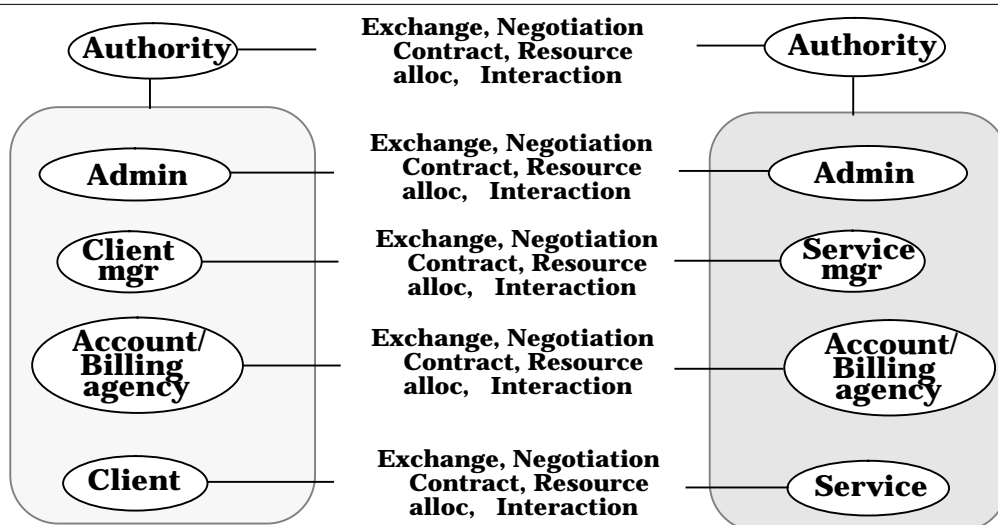 Authority
Exchange, Negotiation
Contract, Resource
alloc, Interaction
Authority
Admin
Exchange, Negotiation
Contract, Resource
alloc, Interaction
Admin
Client
mgr
Exchange, Negotiation
Contract, Resource
alloc, Interaction
Service
mgr
Account/
Billing
agency
Exchange, Negotiation
Contract, Resource
alloc, Interaction
Account/
Billing
agency
Client
Exchange, Negotiation
Contract, Resource
alloc, Interaction
Service